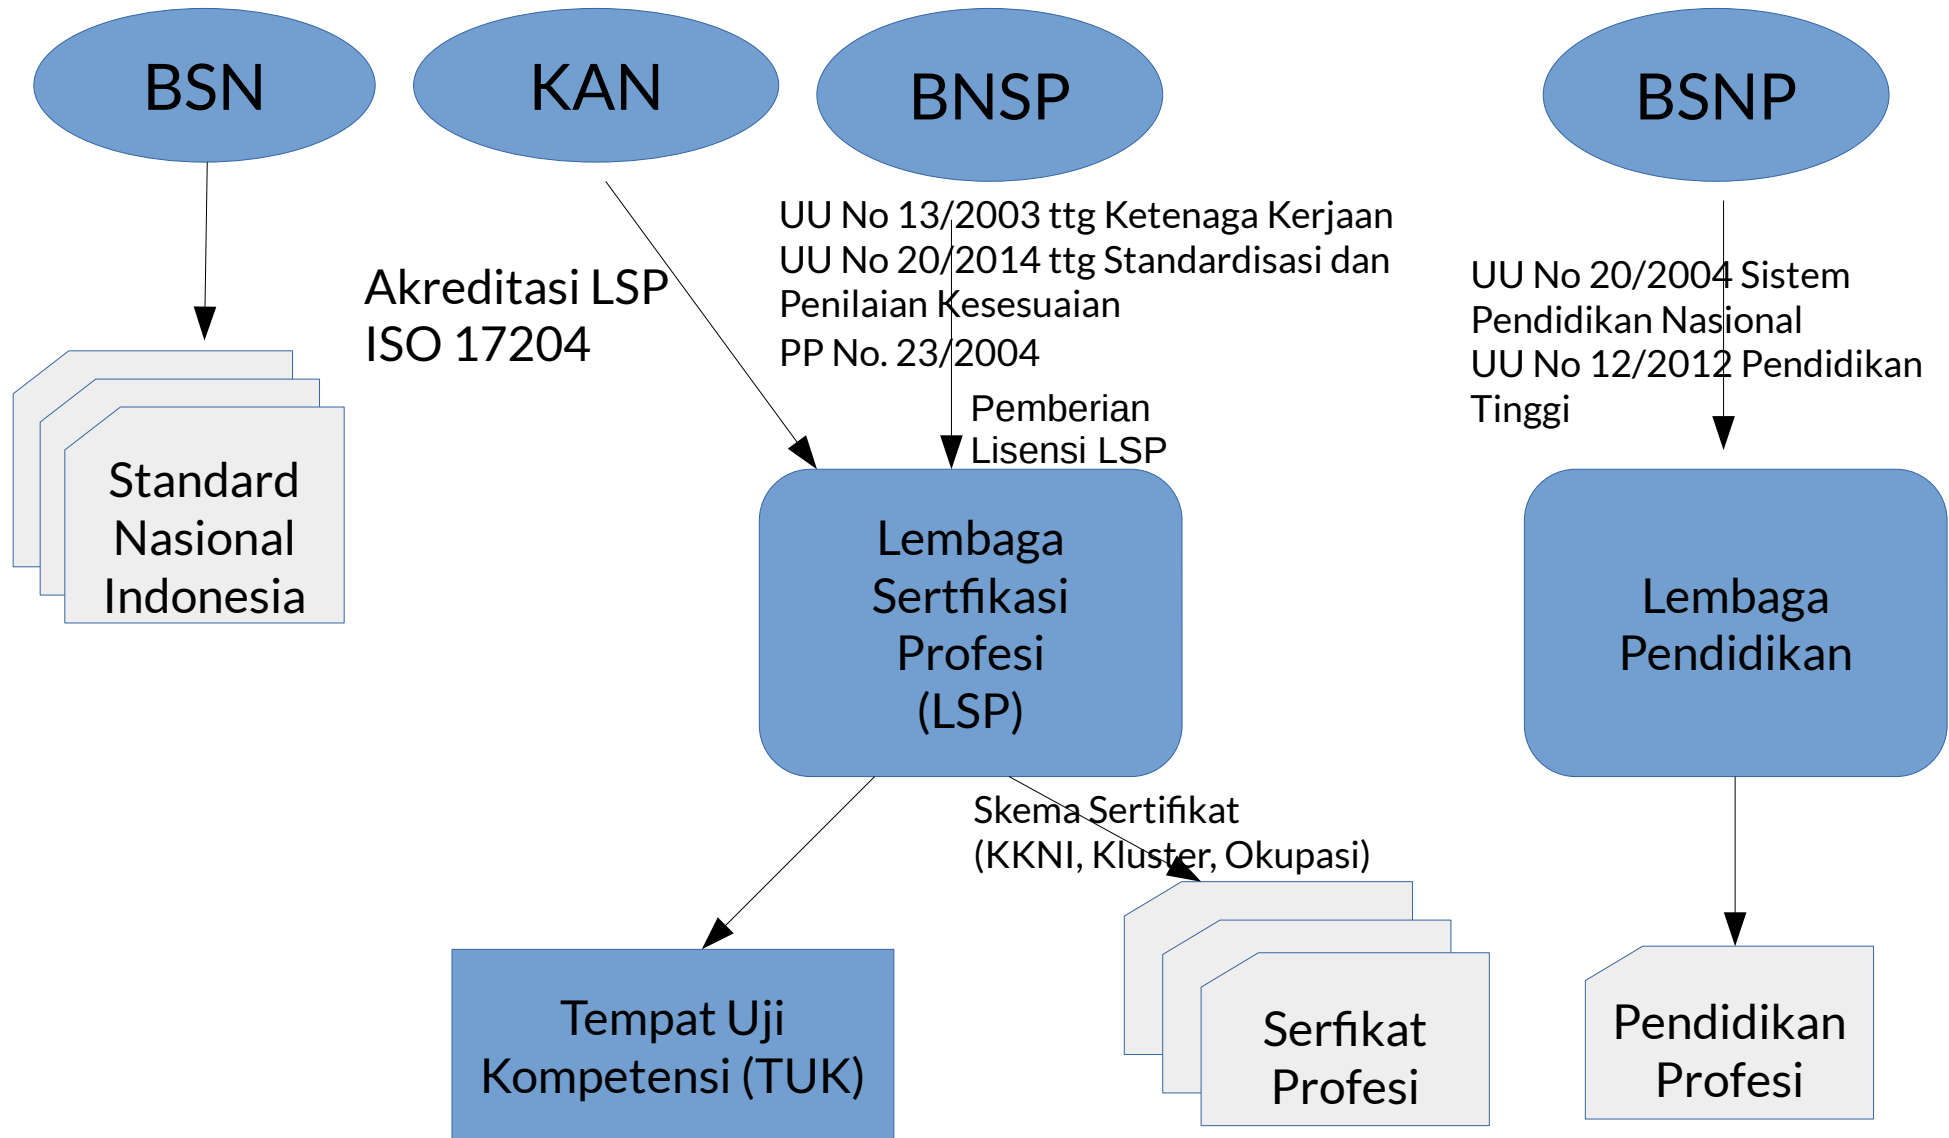 BSN
KAN
BNSP
BSNP
UU No 13/2003 ttg Ketenaga Kerjaan
UU No 20/2014 ttg Standardisasi dan
Penilaian Kesesuaian
PP No. 23/2004
Akreditasi LSP
ISO 17204
UU No 20/2004 Sistem
Pendidikan Nasional
UU No 12/2012 Pendidikan
Tinggi
Pemberian
Lisensi LSP
Standard
Nasional
Indonesia
Lembaga
Sertfikasi
Profesi
(LSP)
Lembaga
Pendidikan
Skema Sertifikat
(KKNI, Kluster, Okupasi)
Tempat Uji
Kompetensi (TUK)
Serfikat
Profesi
Pendidikan
Profesi